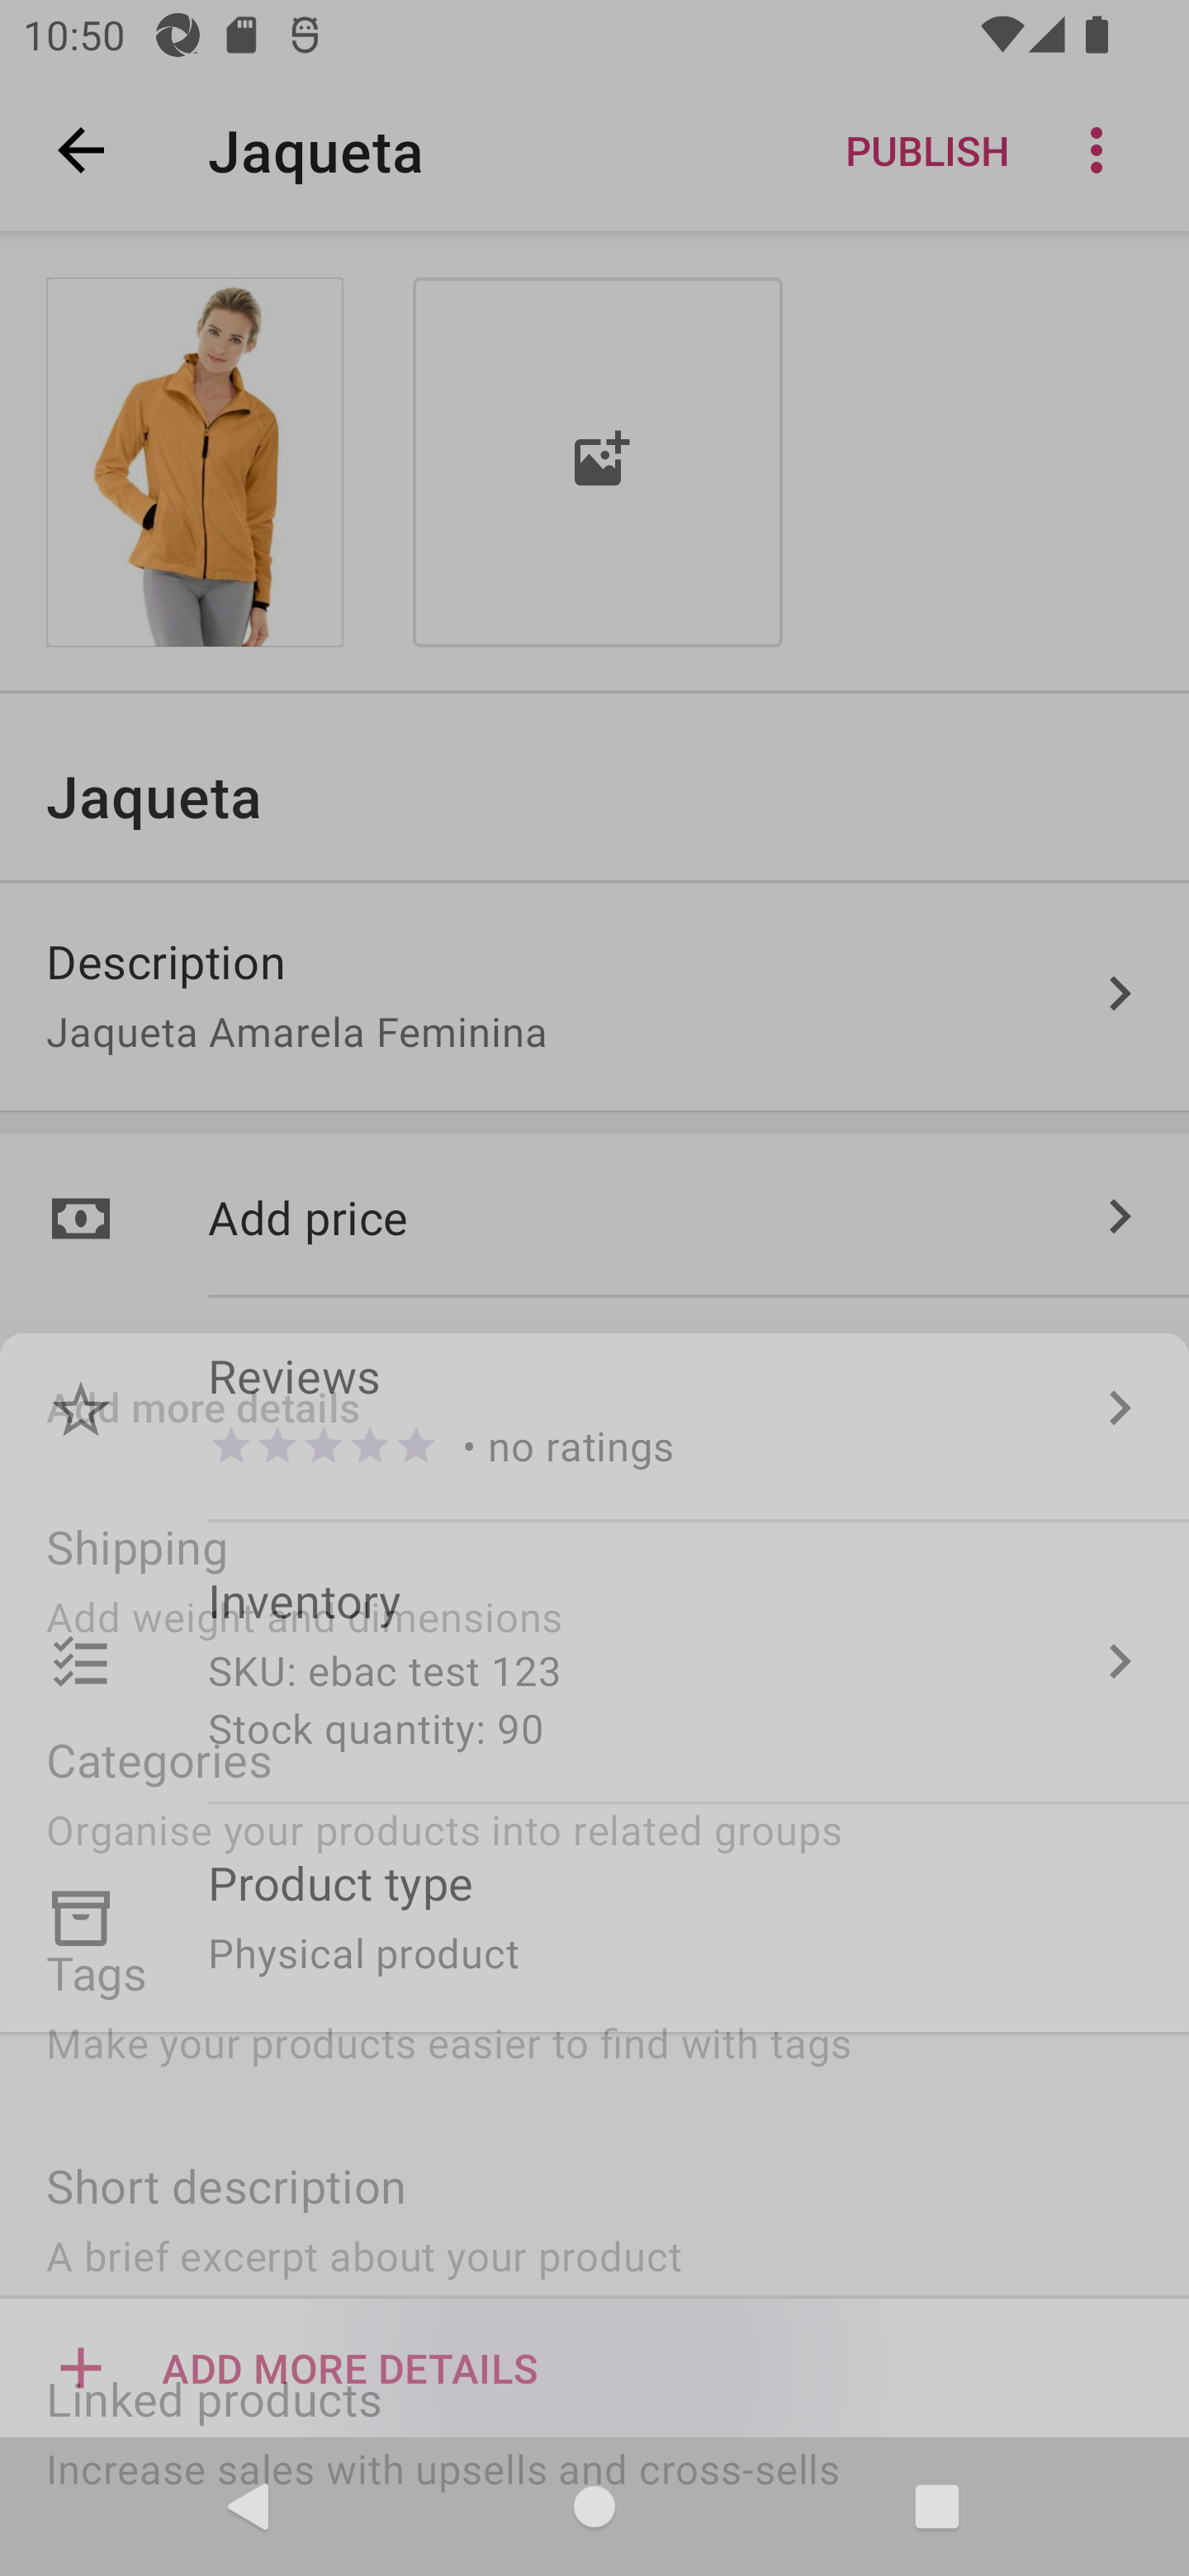 10:50
Jaqueta
PUBLISH
Jaqueta
Description
Jaqueta Amarela Feminina
Add price
Reviews
Add more details
• no ratings
Shipping
Inventory
Add weight and dimensions
SKU: ebac test 123
Stock quantity: 90
Categories
Organise your products into related groups
Product type
Physical product
Tags
Make your products easier to find with tags
Short description
A brief excerpt about your product
ADD MORE DETAILS
Linked products
Increase sales with upsells and cross-sells